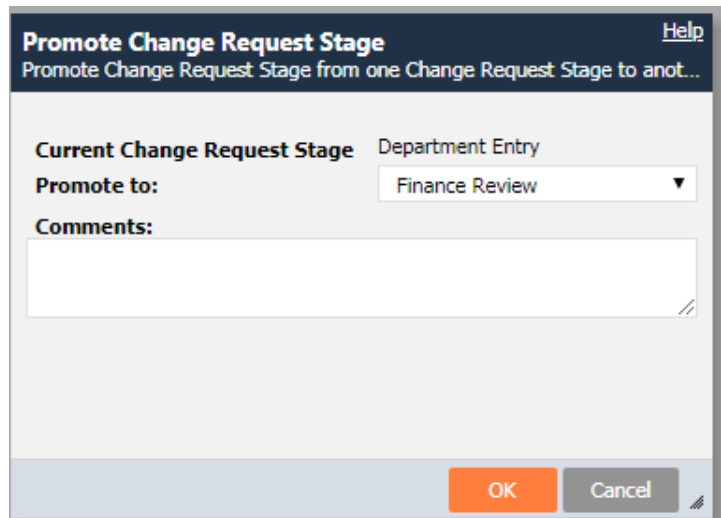 Promote Change Request Stage
Help
Promote Change Request Stage from one Change Request Stage to anot...
Current Change Request Stage Department Entry
Promote to: Finance Review
Comments:
OK Cancel